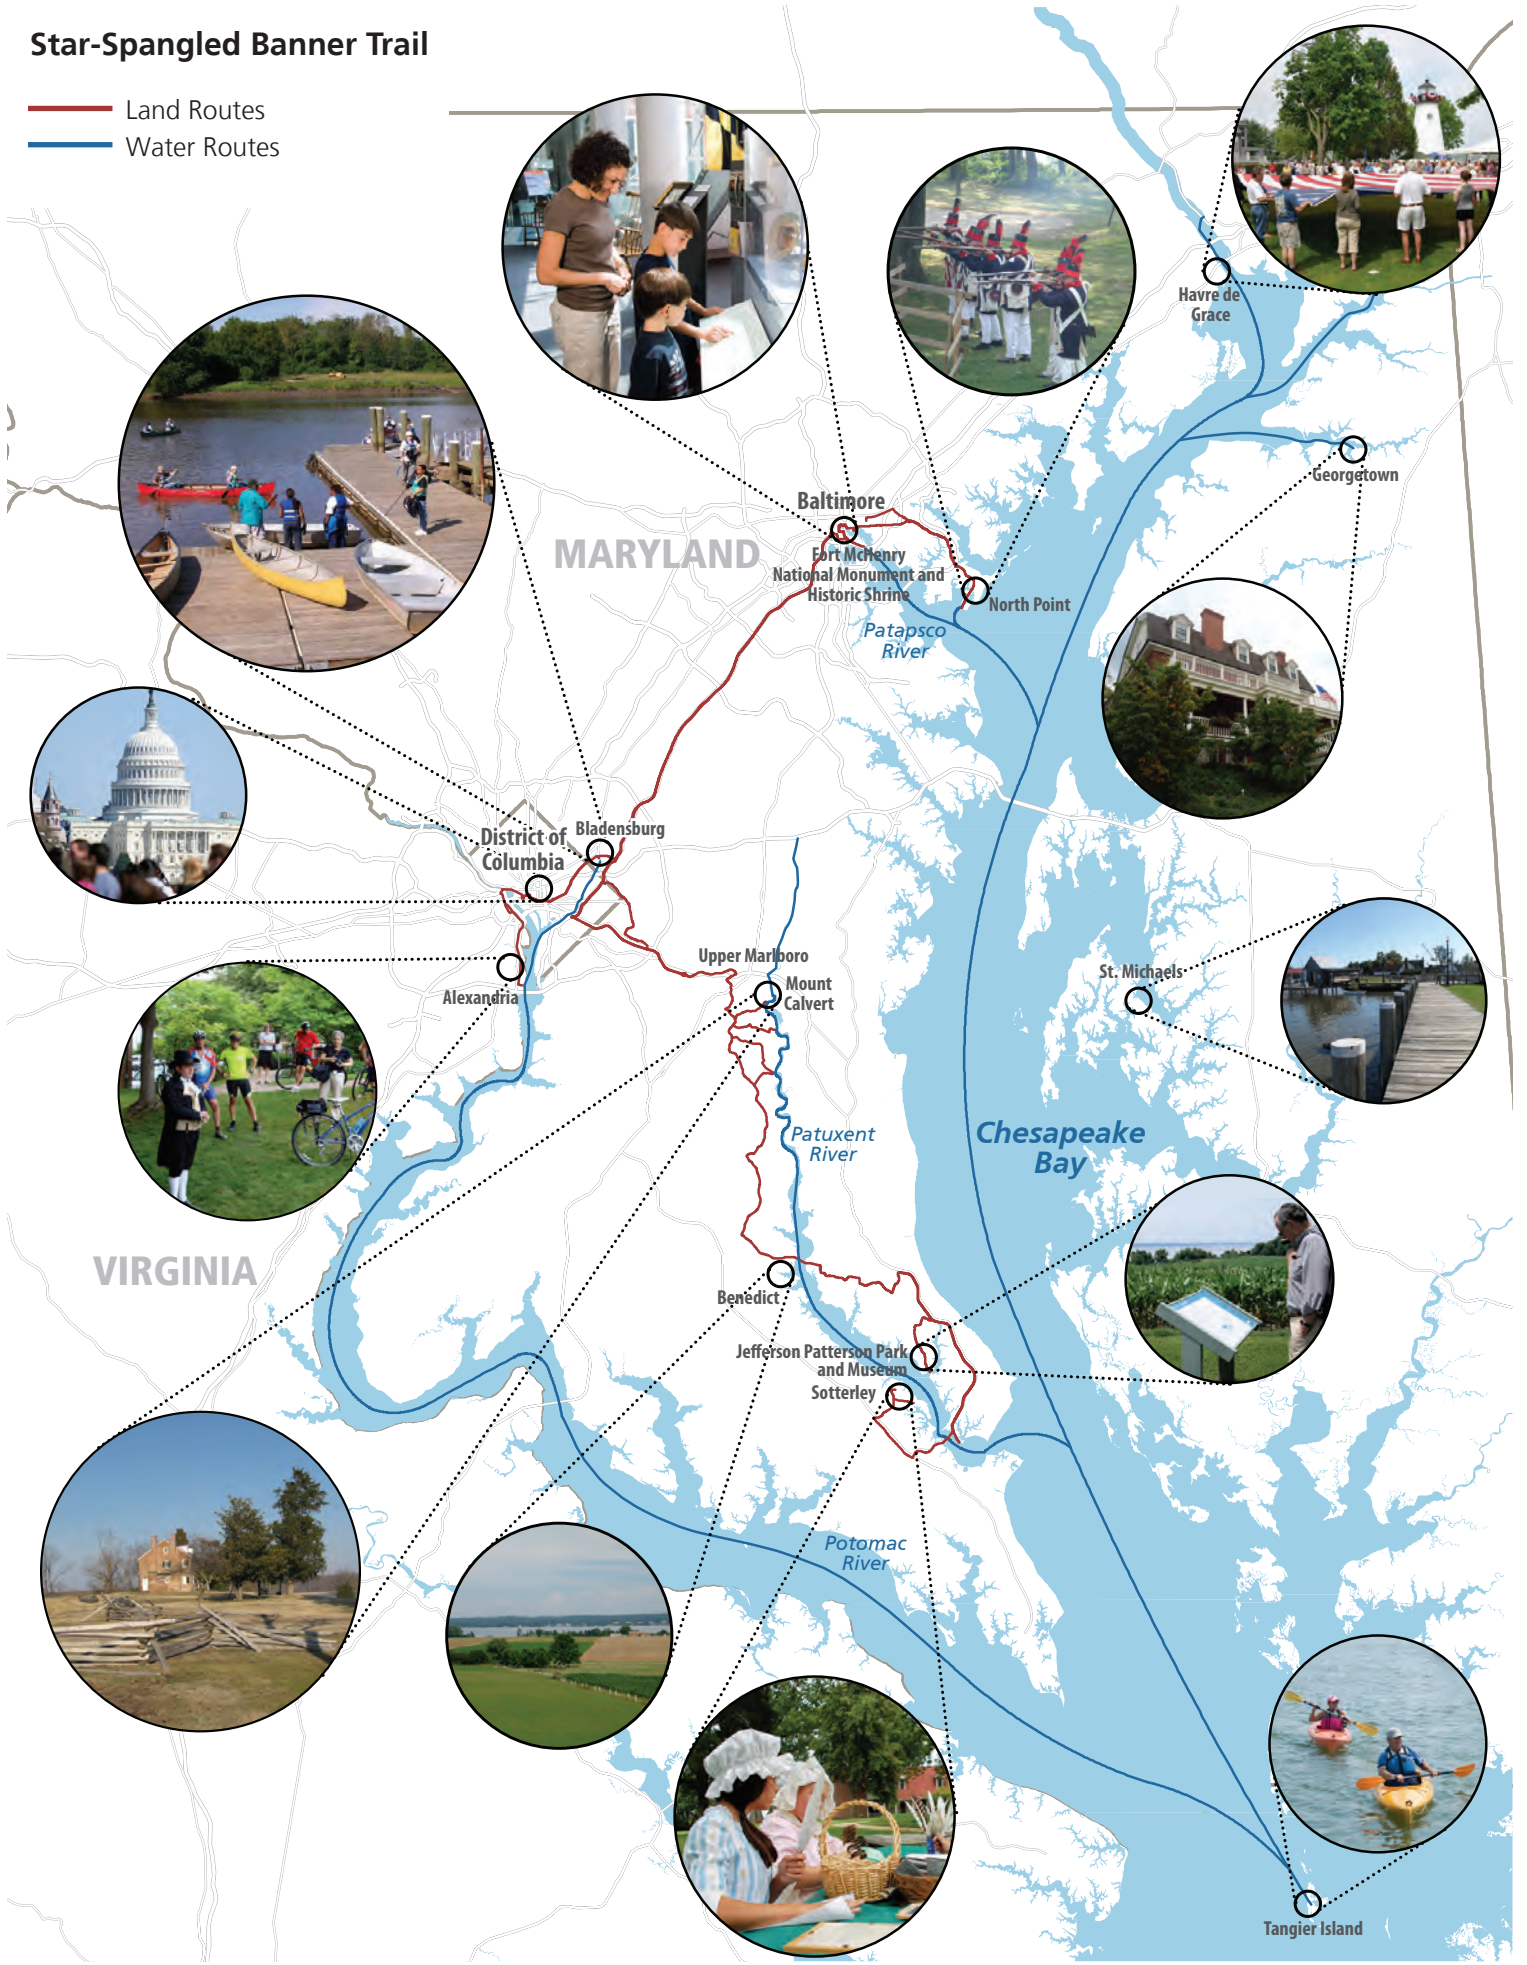 Star-Spangled Banner Trail
Land Routes
Water Routes
Havre de
Grace
Georgetown
Baltimore
MARYLAND
Fort McHenry
National Monument and
Historic Shrine
North Point
Patapsco
River
Bladensburg
District of
Columbia
Upper Marlboro
Mount
Calvert
St. Michaels
Alexandria
Chesapeake
Bay
Patuxent
River
VIRGINIA
Benedict
Jefferson Patterson Park
and Museum
Sotterley
Potomac
River
Tangier Island